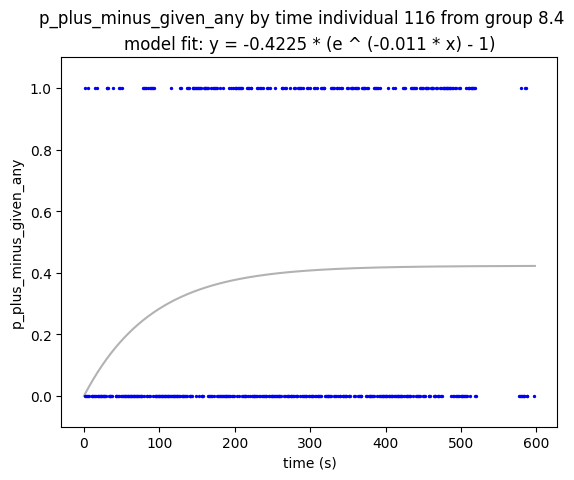 p_plus_minus_given_any by time individual 116 from group 8.4
model fit: y = -0.4225 * (e ^ (-0.011 * x) - 1)
1.0
0.8
0.6
0.4
0.2
0.0
p_plus_minus_given_any
0 100 200 300 400 500 600
time (s)